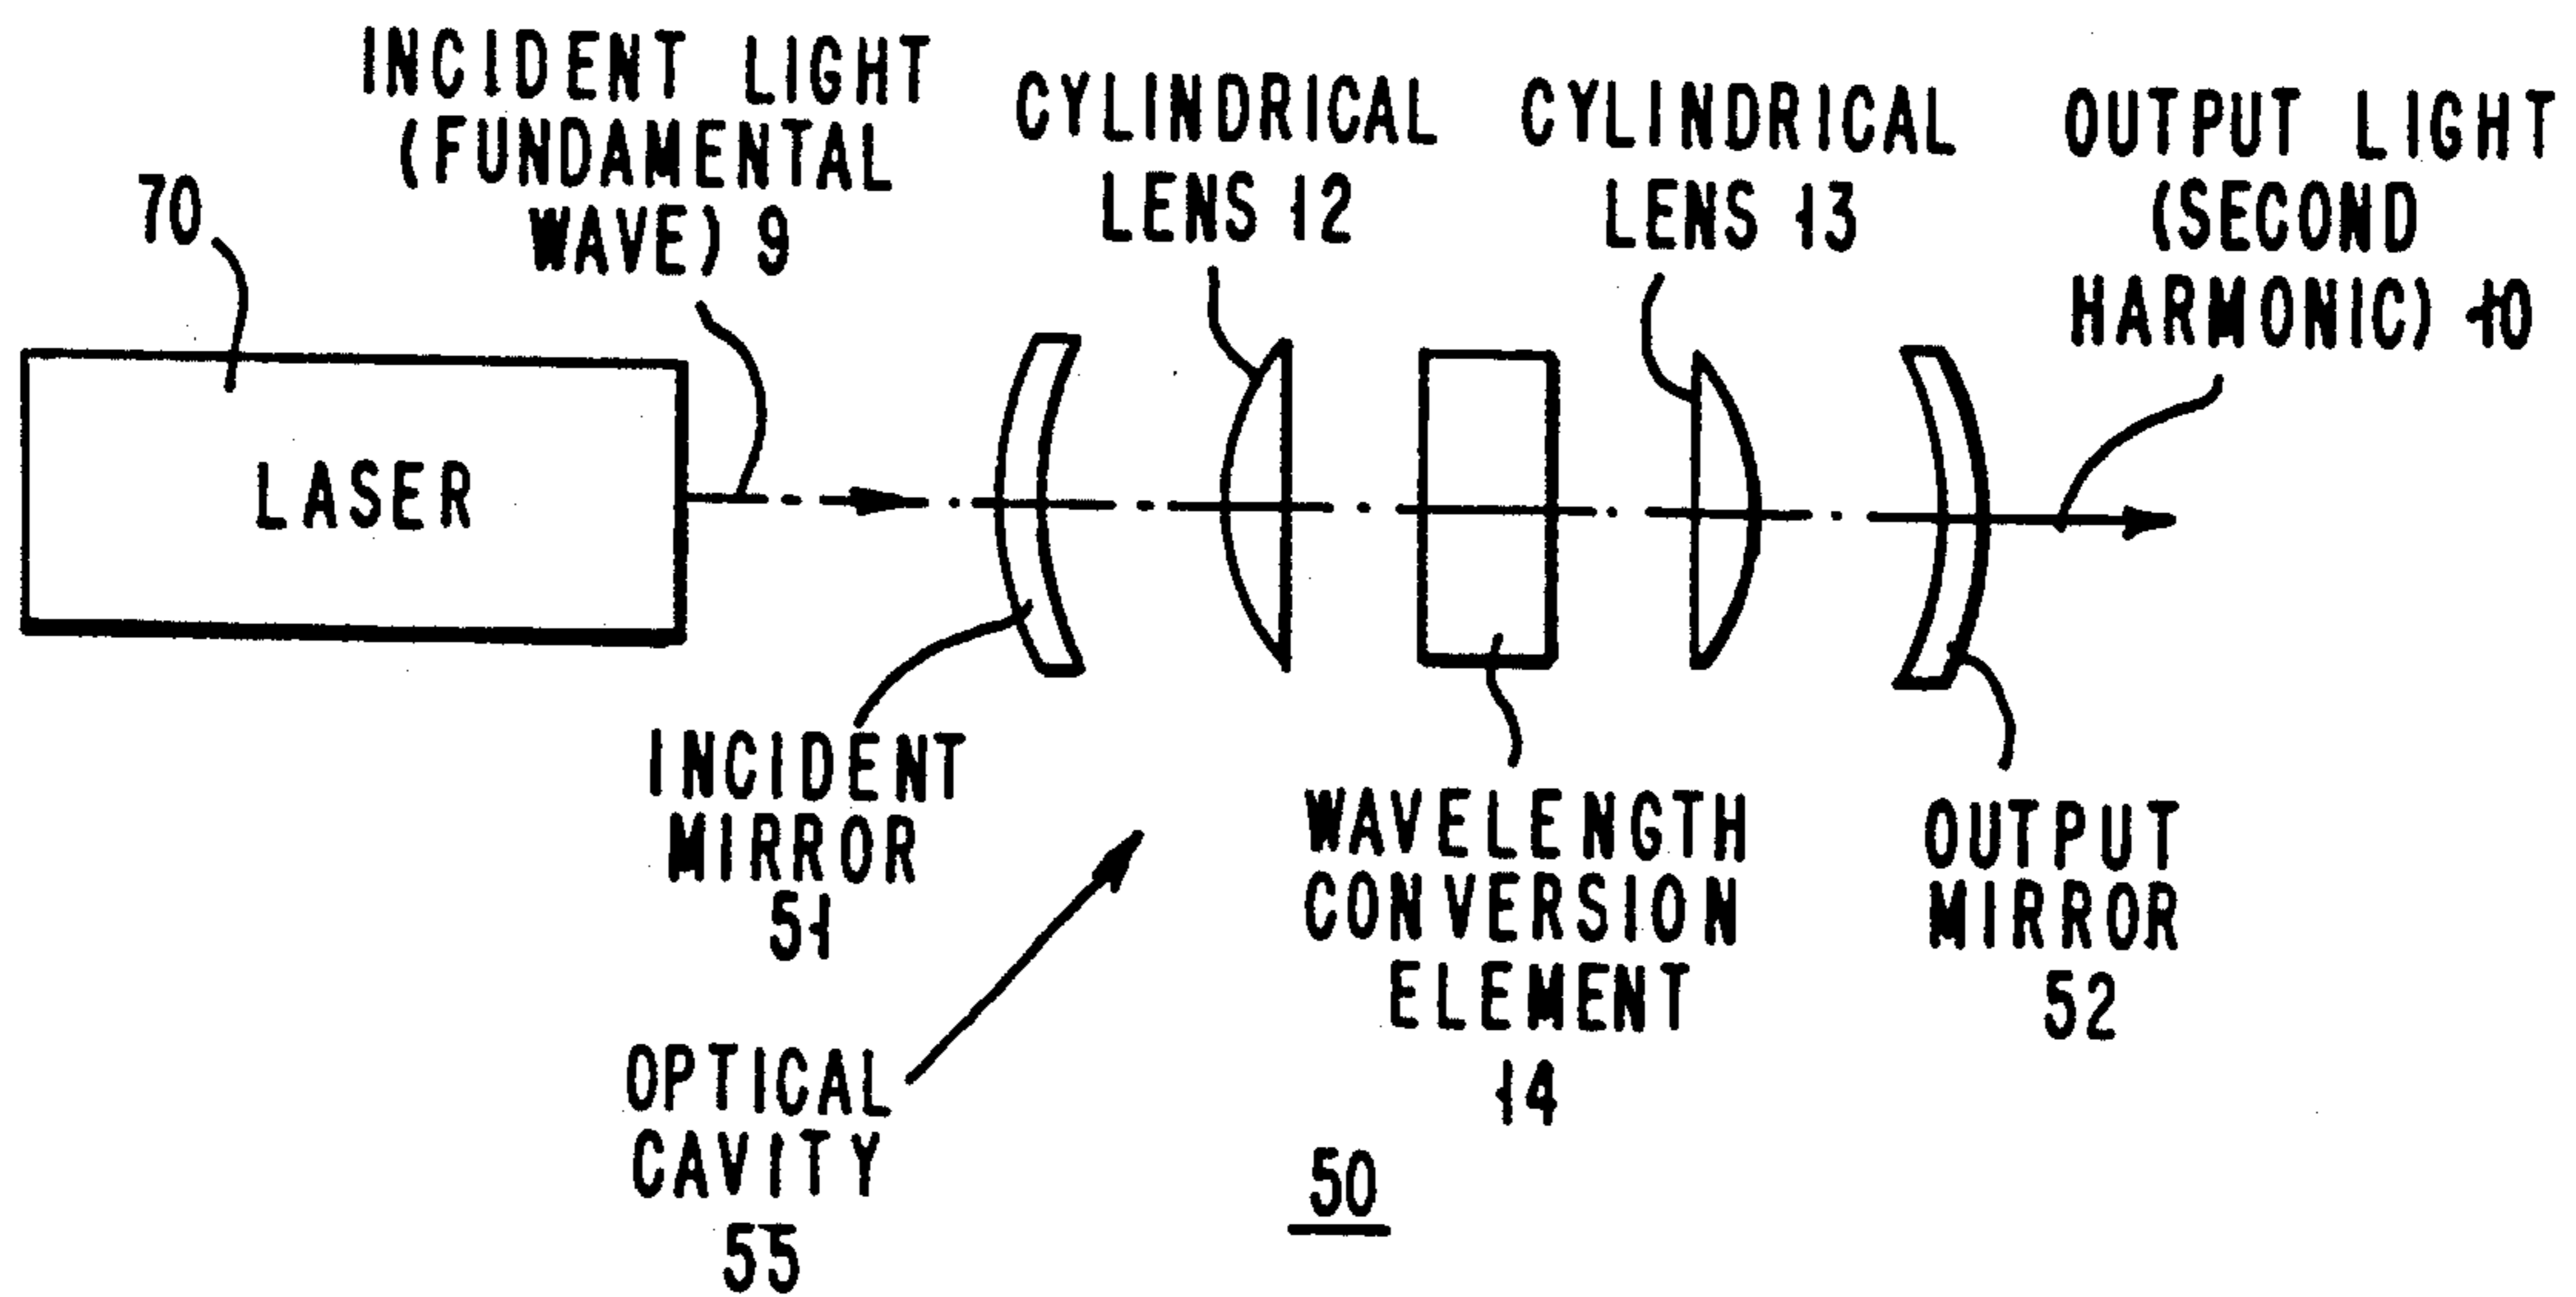 INCIDENT LIGHT
(FUNDAMENTAL
WAVE) 9
CYLINDRICAL
LENS 12
CYLINDRICAL
LENS 13
OUTPUT LIGHT
(SECOND
HARMONIC) 10
70
LASER
INCIDENT
MIRROR
51
WAVELENGTH
CONVERSION
ELEMENT
14
OUTPUT
MIRROR
52
OPTICAL
CAVITY
55
50